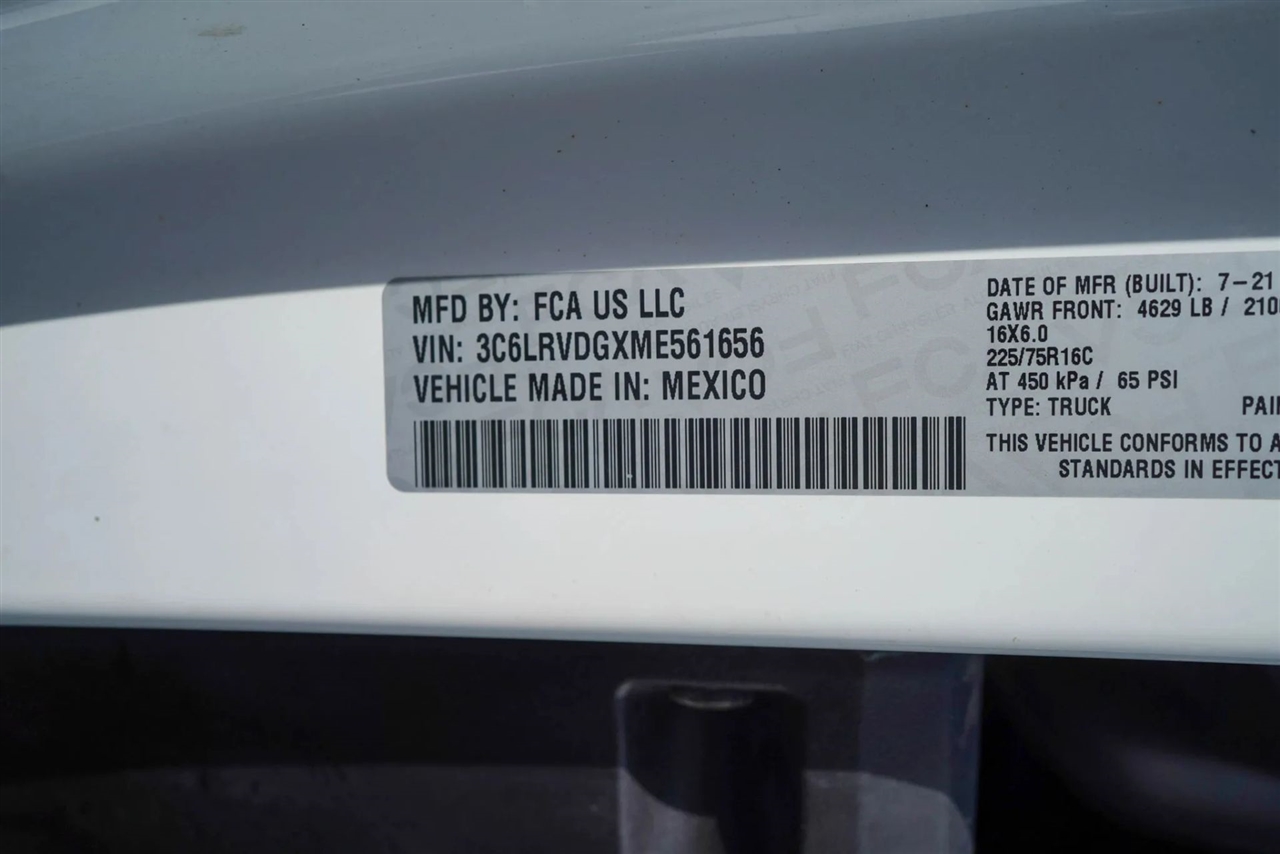 MFD BY: FCA US LLC
VIN: 3C6LRVDGXME561656
VEHICLE MADE IN: MEXICO
DATE OF MFR (BUILT): 7-21
GAWR FRONT: 4629 LB / 210
16X6.0
225/75R16C
AT 450 kPa / 65 PSI
TYPE: TRUCK PAI
THIS VEHICLE CONFORMS TO A
STANDARDS IN EFFECT